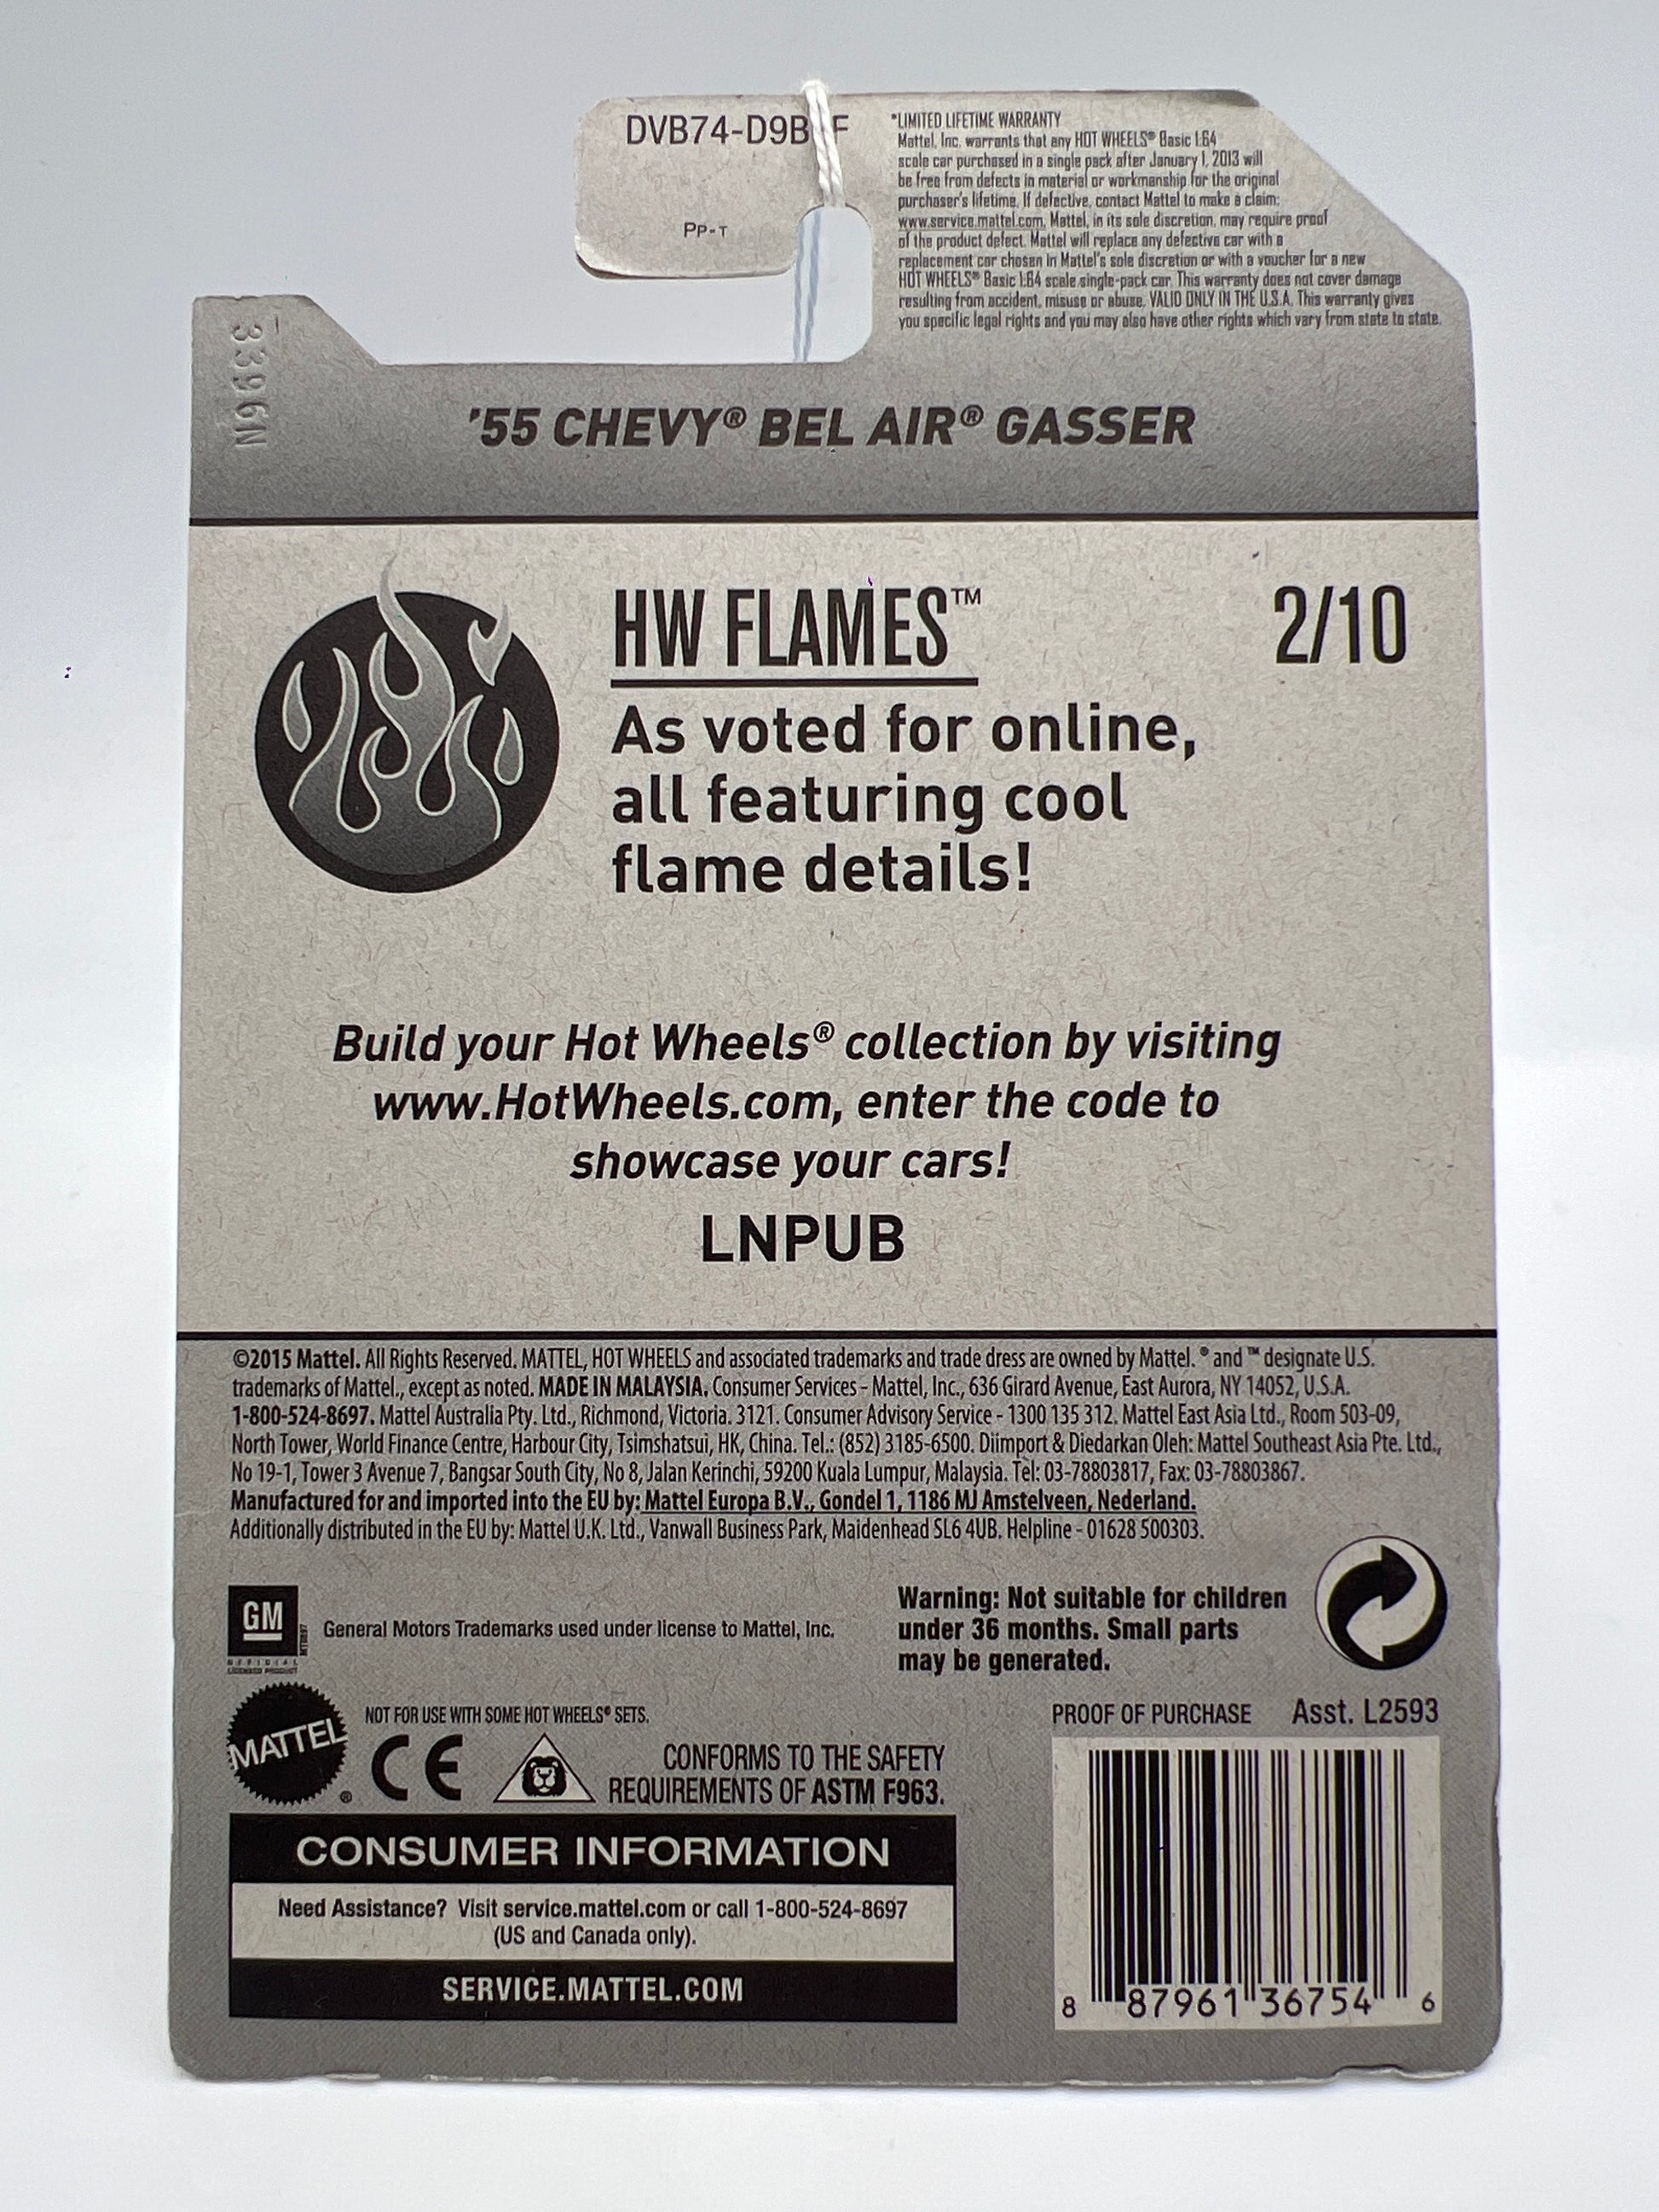 DVB74-D9B
PP-T
*LIMITED LIFETIME WARRANTY
Mattel, Inc. warrants that any HOT WHEELS® Basic 1:64
scale car purchased in a single pack after January 1, 2013 will
be free from defects in material or workmanship for the original
purchaser's lifetime. If defective, contact Mattel to make a claim:
www.service.mattel.com. Mattel, in its sole discretion, may require proof
of the product defect. Mattel will replace any defective car with a
replacement car chosen in Mattel's sole discretion or with a voucher for a new
HOT WHEELS® Basic 1:64 scale single-pack car. This warranty does not cover damage
resulting from accident, misuse or abuse. VALID ONLY IN THE U.S.A. This warranty gives
you specific legal rights and you may also have other rights which vary from state to state.
3396N
'55 CHEVY® BEL AIR® GASSER
HW FLAMES™ 2/10
As voted for online,
all featuring cool
flame details!
Build your Hot Wheels® collection by visiting
www.HotWheels.com, enter the code to
showcase your cars!
LNPUB
©2015 Mattel. All Rights Reserved. MATTEL, HOT WHEELS and associated trademarks and trade dress are owned by Mattel. ® and ™ designate U.S.
trademarks of Mattel., except as noted. MADE IN MALAYSIA. Consumer Services – Mattel, Inc., 636 Girard Avenue, East Aurora, NY 14052, U.S.A.
1-800-524-8697. Mattel Australia Pty. Ltd., Richmond, Victoria. 3121. Consumer Advisory Service - 1300 135 312. Mattel East Asia Ltd., Room 503-09,
North Tower, World Finance Centre, Harbour City, Tsimshatsui, HK, China. Tel.: (852) 3185-6500. Diimport & Diedarkan Oleh: Mattel Southeast Asia Pte. Ltd.,
No 19-1, Tower 3 Avenue 7, Bangsar South City, No 8, Jalan Kerinchi, 59200 Kuala Lumpur, Malaysia. Tel: 03-78803817, Fax: 03-78803867.
Manufactured for and imported into the EU by: Mattel Europa B.V., Gondel 1, 1186 MJ Amstelveen, Nederland.
Additionally distributed in the EU by: Mattel U.K. Ltd., Vanwall Business Park, Maidenhead SL6 4UB. Helpline - 01628 500303.
GM
OFFICIAL
LICENSED PRODUCT
General Motors Trademarks used under license to Mattel, Inc.
Warning: Not suitable for children
under 36 months. Small parts
may be generated.
MATTEL®
NOT FOR USE WITH SOME HOT WHEELS® SETS.
CE
CONFORMS TO THE SAFETY
REQUIREMENTS OF ASTM F963.
PROOF OF PURCHASE Asst. L2593
CONSUMER INFORMATION
Need Assistance? Visit service.mattel.com or call 1-800-524-8697
(US and Canada only).
SERVICE.MATTEL.COM
8 87961 36754 6